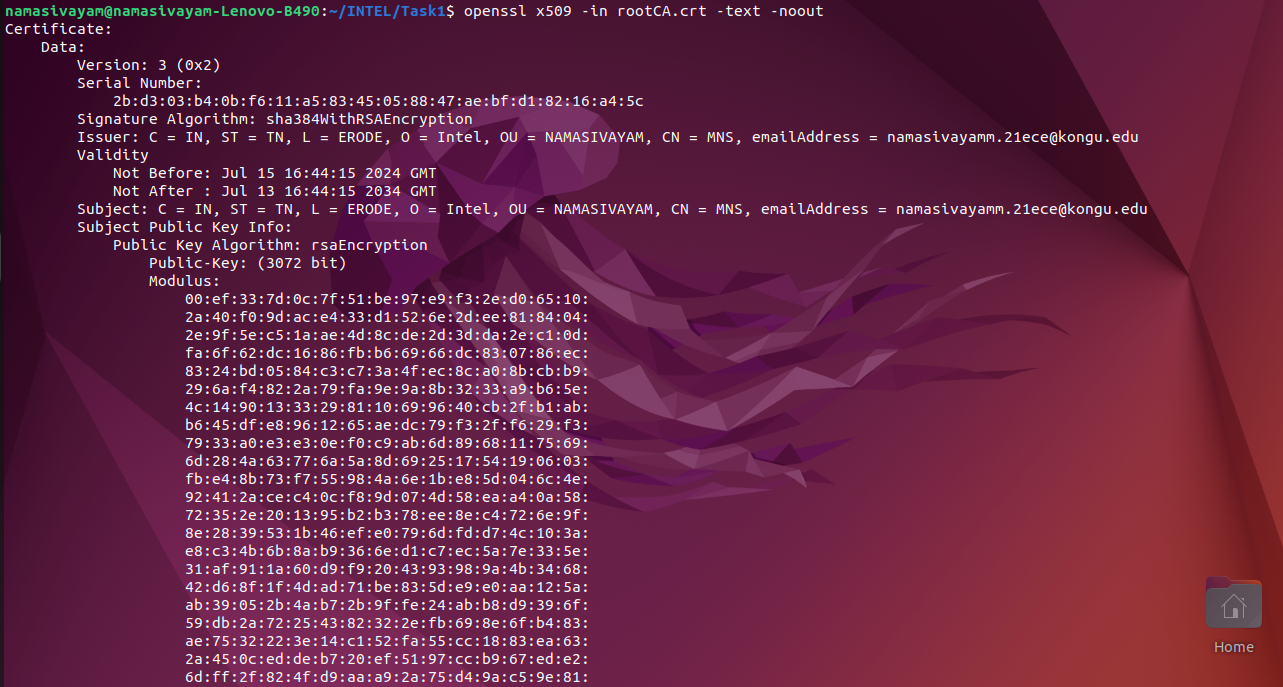 namasivayam@namasivayam-Lenovo-B490:~/INTEL/Task1$ openssl x509 -in rootCA.crt -text -noout
Certificate:
    Data:
        Version: 3 (0x2)
        Serial Number:
            2b:d3:03:b4:0b:f6:11:a5:83:45:05:88:47:ae:bf:d1:82:16:a4:5c
        Signature Algorithm: sha384WithRSAEncryption
        Issuer: C = IN, ST = TN, L = ERODE, O = Intel, OU = NAMASIVAYAM, CN = MNS, emailAddress = namasivayamm.21ece@kongu.edu
        Validity
            Not Before: Jul 15 16:44:15 2024 GMT
            Not After : Jul 13 16:44:15 2034 GMT
        Subject: C = IN, ST = TN, L = ERODE, O = Intel, OU = NAMASIVAYAM, CN = MNS, emailAddress = namasivayamm.21ece@kongu.edu
        Subject Public Key Info:
            Public Key Algorithm: rsaEncryption
                Public-Key: (3072 bit)
                Modulus:
                    00:ef:33:7d:0c:7f:51:be:97:e9:f3:2e:d0:65:10:
                    2a:40:f0:9d:ac:e4:33:d1:52:6e:2d:ee:81:84:04:
                    2e:9f:5e:c5:1a:ae:4d:8c:de:2d:3d:da:2e:c1:0d:
                    fa:6f:62:dc:16:86:fb:b6:69:66:dc:83:07:86:ec:
                    83:24:bd:05:84:c3:c7:3a:4f:ec:8c:a0:8b:cb:b9:
                    29:6a:f4:82:2a:79:fa:9e:9a:8b:32:33:a9:b6:5e:
                    4c:14:90:13:33:29:81:10:69:96:40:cb:2f:b1:ab:
                    b6:45:df:e8:96:12:65:ae:dc:79:f3:2f:f6:29:f3:
                    79:33:a0:e3:e3:0e:f0:c9:ab:6d:89:68:11:75:69:
                    6d:28:4a:63:77:6a:5a:8d:69:25:17:54:19:06:03:
                    fb:e4:8b:73:f7:55:98:4a:6e:1b:e8:5d:04:6c:4e:
                    92:41:2a:ce:c4:0c:f8:9d:07:4d:58:ea:a4:0a:58:
                    72:35:2e:20:13:95:b2:b3:78:ee:8e:c4:72:6e:9f:
                    8e:28:39:53:1b:46:ef:e0:79:6d:fd:d7:4c:10:3a:
                    e8:c3:4b:6b:8a:b9:36:6e:d1:c7:ec:5a:7e:33:5e:
                    31:af:91:1a:60:d9:f9:20:43:93:98:9a:4b:34:68:
                    42:d6:8f:1f:4d:ad:71:be:83:5d:e9:e0:aa:12:5a:
                    ab:39:05:2b:4a:b7:2b:9f:fe:24:ab:b8:d9:39:6f:
                    59:db:2a:72:25:43:82:32:2e:fb:69:8e:6f:b4:83:
                    ae:75:32:22:3e:14:c1:52:fa:55:cc:18:83:ea:63:
                    2a:45:0c:ed:de:b7:20:ef:51:97:cc:b9:67:ed:e2:
                    6d:ff:2f:82:4f:d9:aa:a9:2a:75:d4:9a:c5:9e:81:
Home